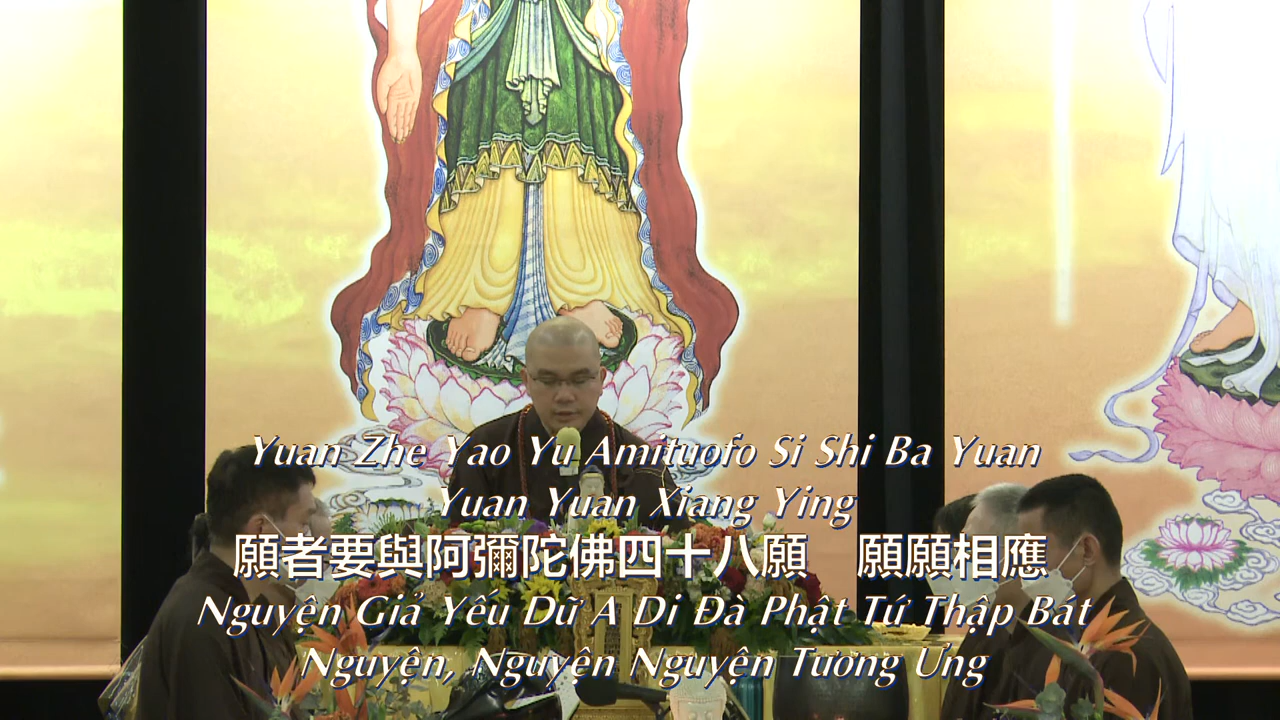 Yuan Zhe Yao Yu Amituofo Si Shi Ba Yuan
Yuan Yuan Xiang Ying
願者要與阿彌陀佛四十八願　願願相應
Nguyện Giả Yếu Dữ A Di Đà Phật Tứ Thập Bát
Nguyện, Nguyện Nguyện Tương Ưng